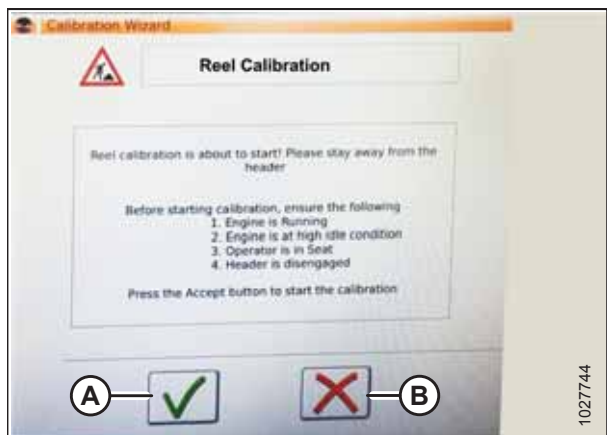 Calibration Wizard
Reel Calibration
Reel calibration is about to start! Please stay away from the
header
Before starting calibration, ensure the following
1. Engine is Running
2. Engine is at high idle condition
3. Operator is in Seat
4. Header is disengaged
Press the Accept button to start the calibration
A
B
1027744